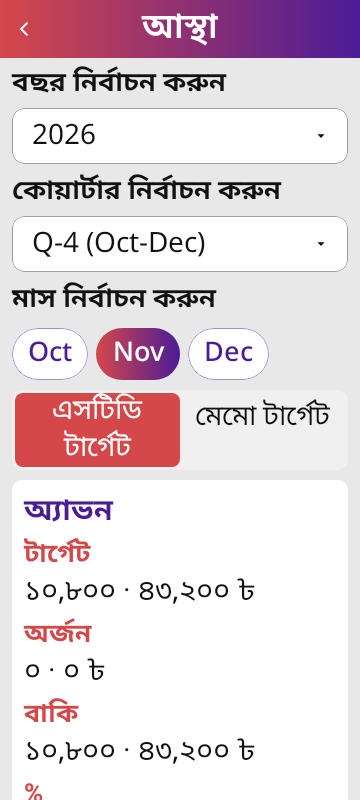 আস্থা
বছর নির্বাচন করুন
2026
কোয়ার্টার নির্বাচন করুন
Q-4 (Oct-Dec)
মাস নির্বাচন করুন
Oct Nov Dec
এসটিডি টার্গেট
মেমো টার্গেট
অ্যাভন
টার্গেট
১০,৮০০ · ৪৩,২০০ ৳
অর্জন
০ · ০ ৳
বাকি
১০,৮০০ · ৪৩,২০০ ৳
%